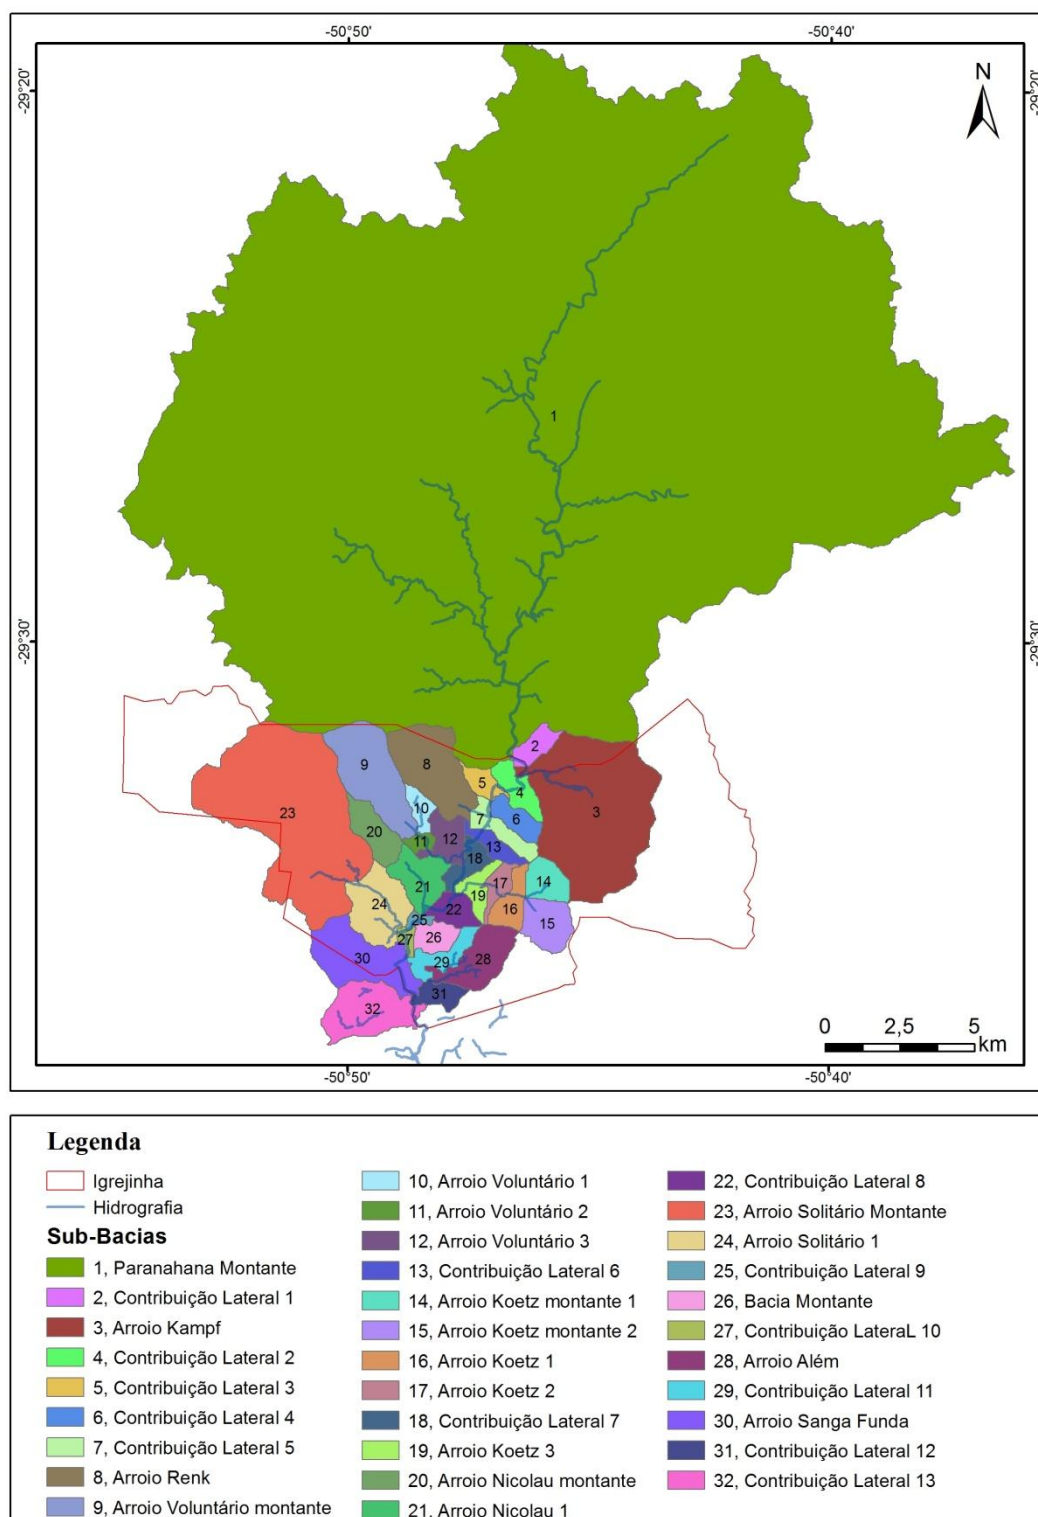 -50°50'
-50°40'
-29°20'
-29°20'
N
1
-29°30'
-29°30'
2
9
8
5
4
3
10
7
6
23
20
11
12
13
18
21
17
14
19
24
22
16
25
15
27
26
30
29
28
31
32
0 2,5 5
km
-50°50'
-50°40'
Legenda
Igrejinha
Hidrografia
Sub-Bacias
1, Paranahana Montante
2, Contribuição Lateral 1
3, Arroio Kampf
4, Contribuição Lateral 2
5, Contribuição Lateral 3
6, Contribuição Lateral 4
7, Contribuição Lateral 5
8, Arroio Renk
9, Arroio Voluntário montante
10, Arroio Voluntário 1
11, Arroio Voluntário 2
12, Arroio Voluntário 3
13, Contribuição Lateral 6
14, Arroio Koetz montante 1
15, Arroio Koetz montante 2
16, Arroio Koetz 1
17, Arroio Koetz 2
18, Contribuição Lateral 7
19, Arroio Koetz 3
20, Arroio Nicolau montante
21, Arroio Nicolau 1
22, Contribuição Lateral 8
23, Arroio Solitário Montante
24, Arroio Solitário 1
25, Contribuição Lateral 9
26, Bacia Montante
27, Contribuição LateraL 10
28, Arroio Além
29, Contribuição Lateral 11
30, Arroio Sanga Funda
31, Contribuição Lateral 12
32, Contribuição Lateral 13